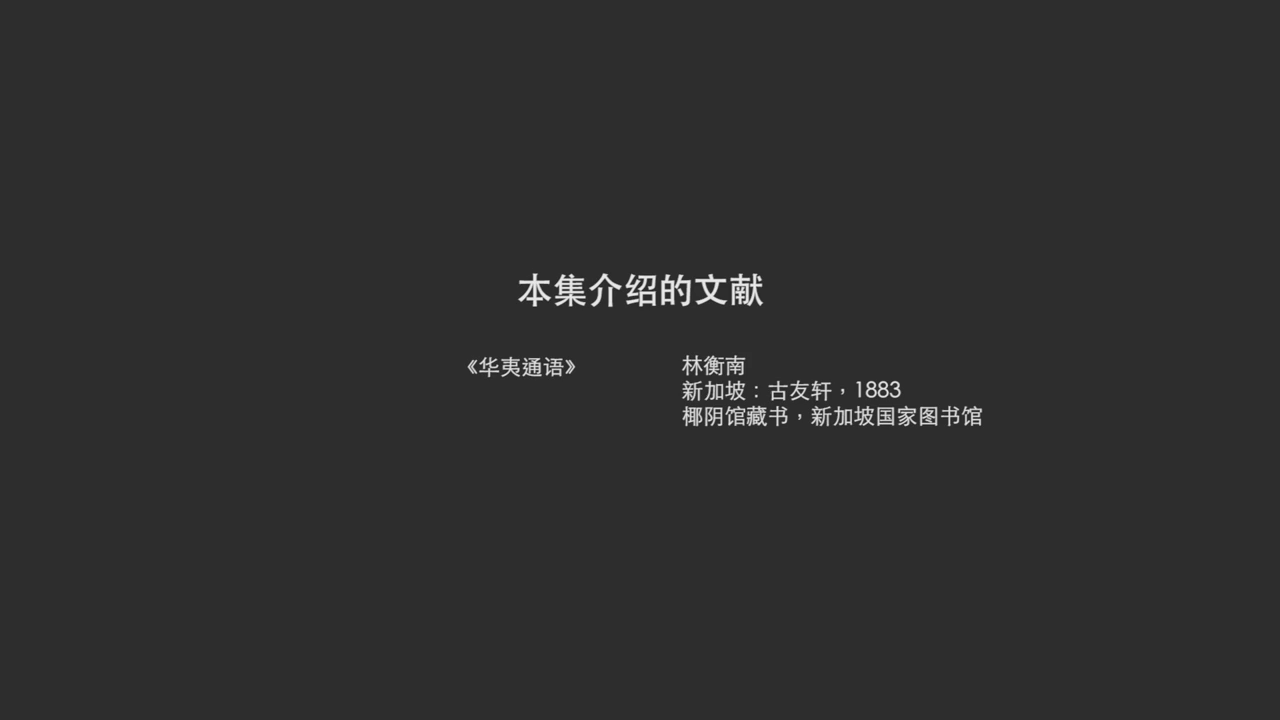 本集介绍的文献
《华夷通语》
林衡南
新加坡：古友轩，1883
椰阴馆藏书，新加坡国家图书馆